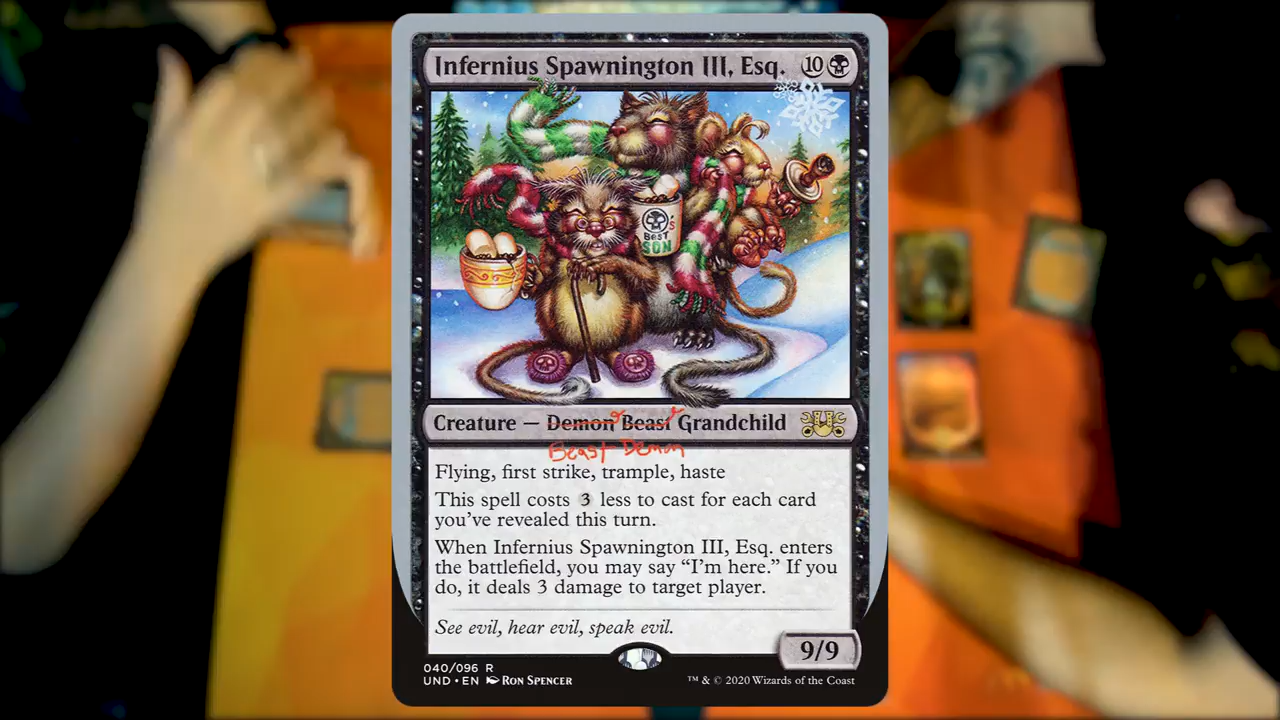 Infernius Spawnington III, Esq. 10
BEST
SON
Creature — Demon Beast Grandchild
Beast Demon
Flying, first strike, trample, haste
This spell costs 3 less to cast for each card
you've revealed this turn.
When Infernius Spawnington III, Esq. enters
the battlefield, you may say “I'm here.” If you
do, it deals 3 damage to target player.
See evil, hear evil, speak evil.
9/9
040/096 R
UND • EN Ron Spencer
™ & © 2020 Wizards of the Coast